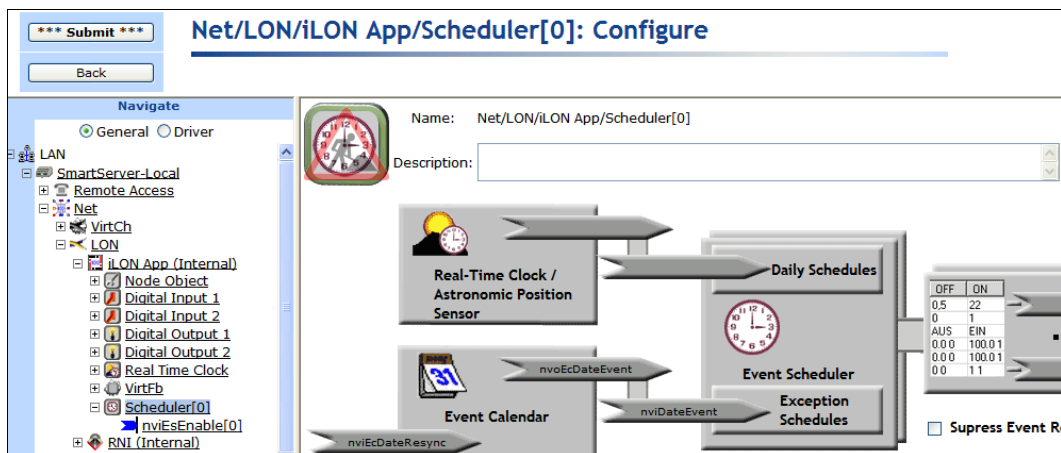 *** Submit ***
Back
Net/LON/iLON App/Scheduler[0]: Configure
Navigate
General Driver
LAN
SmartServer-Local
Remote Access
Net
VirtCh
LON
iLON App (Internal)
Node Object
Digital Input 1
Digital Input 2
Digital Output 1
Digital Output 2
Real Time Clock
VirtFb
Scheduler[0]
nviEsEnable[0]
RNI (Internal)
Name: Net/LON/iLON App/Scheduler[0]
Description:
Real-Time Clock /
Astronomic Position
Sensor
31
Event Calendar
nvoEcDateEvent
nviEcDateResync
Daily Schedules
Event Scheduler
nviDateEvent
Exception
Schedules
OFF ON
0,5 22
0 1
AUS EIN
0.0 0 100.0 1
0.0 0 100.0 1
0 0 1 1
Supress Event R